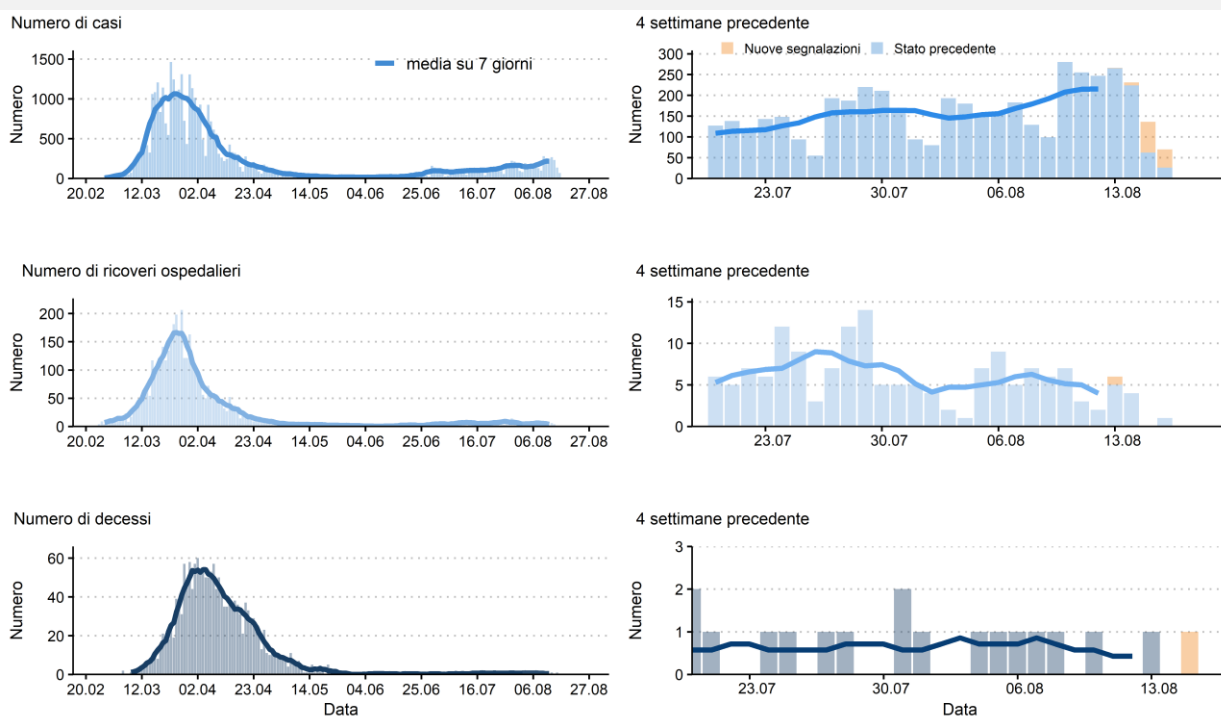 Numero di casi
4 settimane precedente
Numero
1500
1000
500
0
media su 7 giorni
20.02 12.03 02.04 23.04 14.05 04.06 25.06 16.07 06.08 27.08
Numero
300
250
200
150
100
50
0
Nuove segnalazioni Stato precedente
23.07 30.07 06.08 13.08
Numero di ricoveri ospedalieri
4 settimane precedente
Numero
200
150
100
50
0
20.02 12.03 02.04 23.04 14.05 04.06 25.06 16.07 06.08 27.08
Numero
15
10
5
0
23.07 30.07 06.08 13.08
Numero di decessi
4 settimane precedente
Numero
60
40
20
0
20.02 12.03 02.04 23.04 14.05 04.06 25.06 16.07 06.08 27.08
Data
Numero
3
2
1
0
23.07 30.07 06.08 13.08
Data